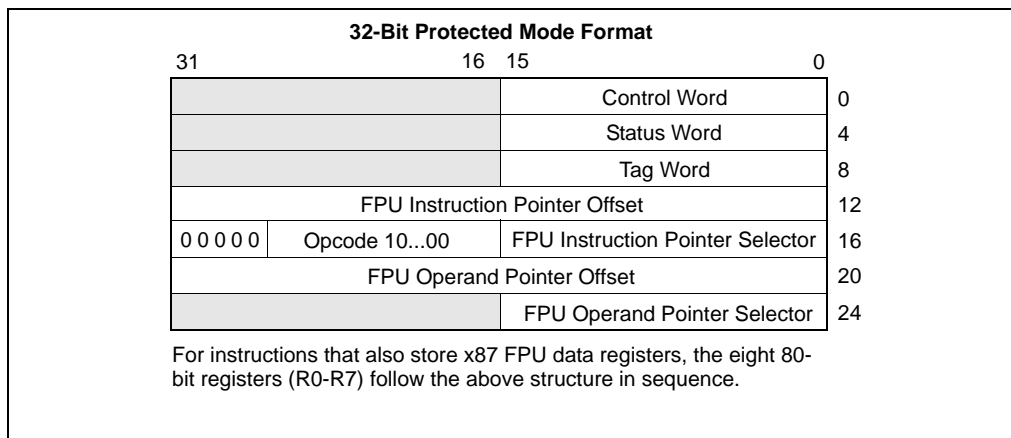 32-Bit Protected Mode Format
31 16 15 0
Control Word 0
Status Word 4
Tag Word 8
FPU Instruction Pointer Offset 12
0 0 0 0 0 Opcode 10...00 FPU Instruction Pointer Selector 16
FPU Operand Pointer Offset 20
FPU Operand Pointer Selector 24
For instructions that also store x87 FPU data registers, the eight 80-
bit registers (R0-R7) follow the above structure in sequence.